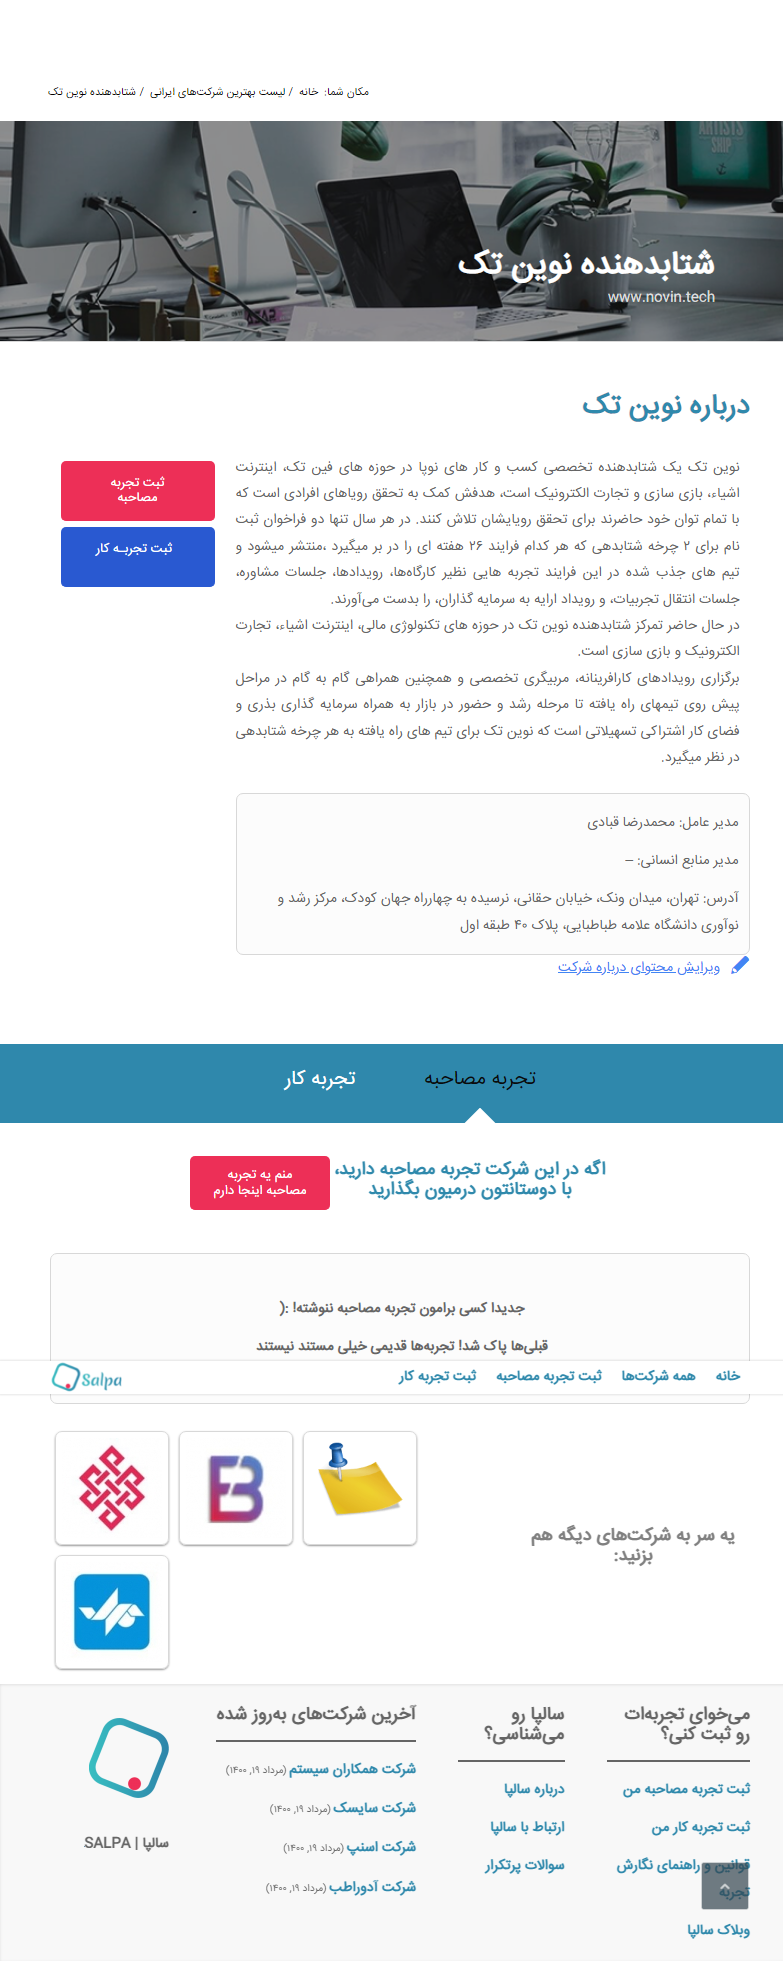 مکان شما: خانه / لیست بهترین شرکت‌های ایرانی / شتابدهنده نوین تک
ARTISTS
SHIP
شتابدهنده نوین تک
www.novin.tech
درباره نوین تک
نوین تک یک شتابدهنده تخصصی کسب و کار های نوپا در حوزه های فین تک، اینترنت
اشیاء، بازی سازی و تجارت الکترونیک است، هدفش کمک به تحقق رویاهای افرادی است که
با تمام توان خود حاضرند برای تحقق رویایشان تلاش کنند. در هر سال تنها دو فراخوان ثبت
نام برای ۲ چرخه شتابدهی که هر کدام فرایند ۲۶ هفته ای را در بر میگیرد ،منتشر میشود و
تیم های جذب شده در این فرایند تجربه هایی نظیر کارگاه‌ها، رویدادها، جلسات مشاوره،
جلسات انتقال تجربیات، و رویداد ارایه به سرمایه گذاران، را بدست می‌آورند.
در حال حاضر تمرکز شتابدهنده نوین تک در حوزه های تکنولوژی مالی، اینترنت اشیاء، تجارت
الکترونیک و بازی سازی است.
برگزاری رویدادهای کارافرینانه، مربیگری تخصصی و همچنین همراهی گام به گام در مراحل
پیش روی تیمهای راه یافته تا مرحله رشد و حضور در بازار به همراه سرمایه گذاری بذری و
فضای کار اشتراکی تسهیلاتی است که نوین تک برای تیم های راه یافته به هر چرخه شتابدهی
در نظر میگیرد.
ثبت تجربه
مصاحبه
ثبت تجربـه کار
مدیر عامل: محمدرضا قبادی
مدیر منابع انسانی: –
آدرس: تهران، میدان ونک، خیابان حقانی، نرسیده به چهارراه جهان کودک، مرکز رشد و
نوآوری دانشگاه علامه طباطبایی، پلاک ۴۰ طبقه اول
ویرایش محتوای درباره شرکت
تجربه مصاحبه
تجربه کار
اگه در این شرکت تجربه مصاحبه دارید،
با دوستانتون درمیون بگذارید
منم یه تجربه
مصاحبه اینجا دارم
جدیدا کسی برامون تجربه مصاحبه ننوشته! :(
قبلی‌ها پاک شد! تجربه‌ها قدیمی خیلی مستند نیستند
خانه
همه شرکت‌ها
ثبت تجربه مصاحبه
ثبت تجربه کار
Salpa
یه سر به شرکت‌های دیگه هم
بزنید:
می‌خوای تجربه‌ات
رو ثبت کنی؟
ثبت تجربه مصاحبه من
ثبت تجربه کار من
قوانین و راهنمای نگارش
تجربه
وبلاک سالپا
سالپا رو
می‌شناسی؟
درباره سالپا
ارتباط با سالپا
سوالات پرتکرار
آخرین شرکت‌های به‌روز شده
شرکت همکاران سیستم (مرداد ۱۹, ۱۴۰۰)
شرکت سایسک (مرداد ۱۹, ۱۴۰۰)
شرکت اسنپ (مرداد ۱۹, ۱۴۰۰)
شرکت آدوراطب (مرداد ۱۹, ۱۴۰۰)
سالپا | SALPA